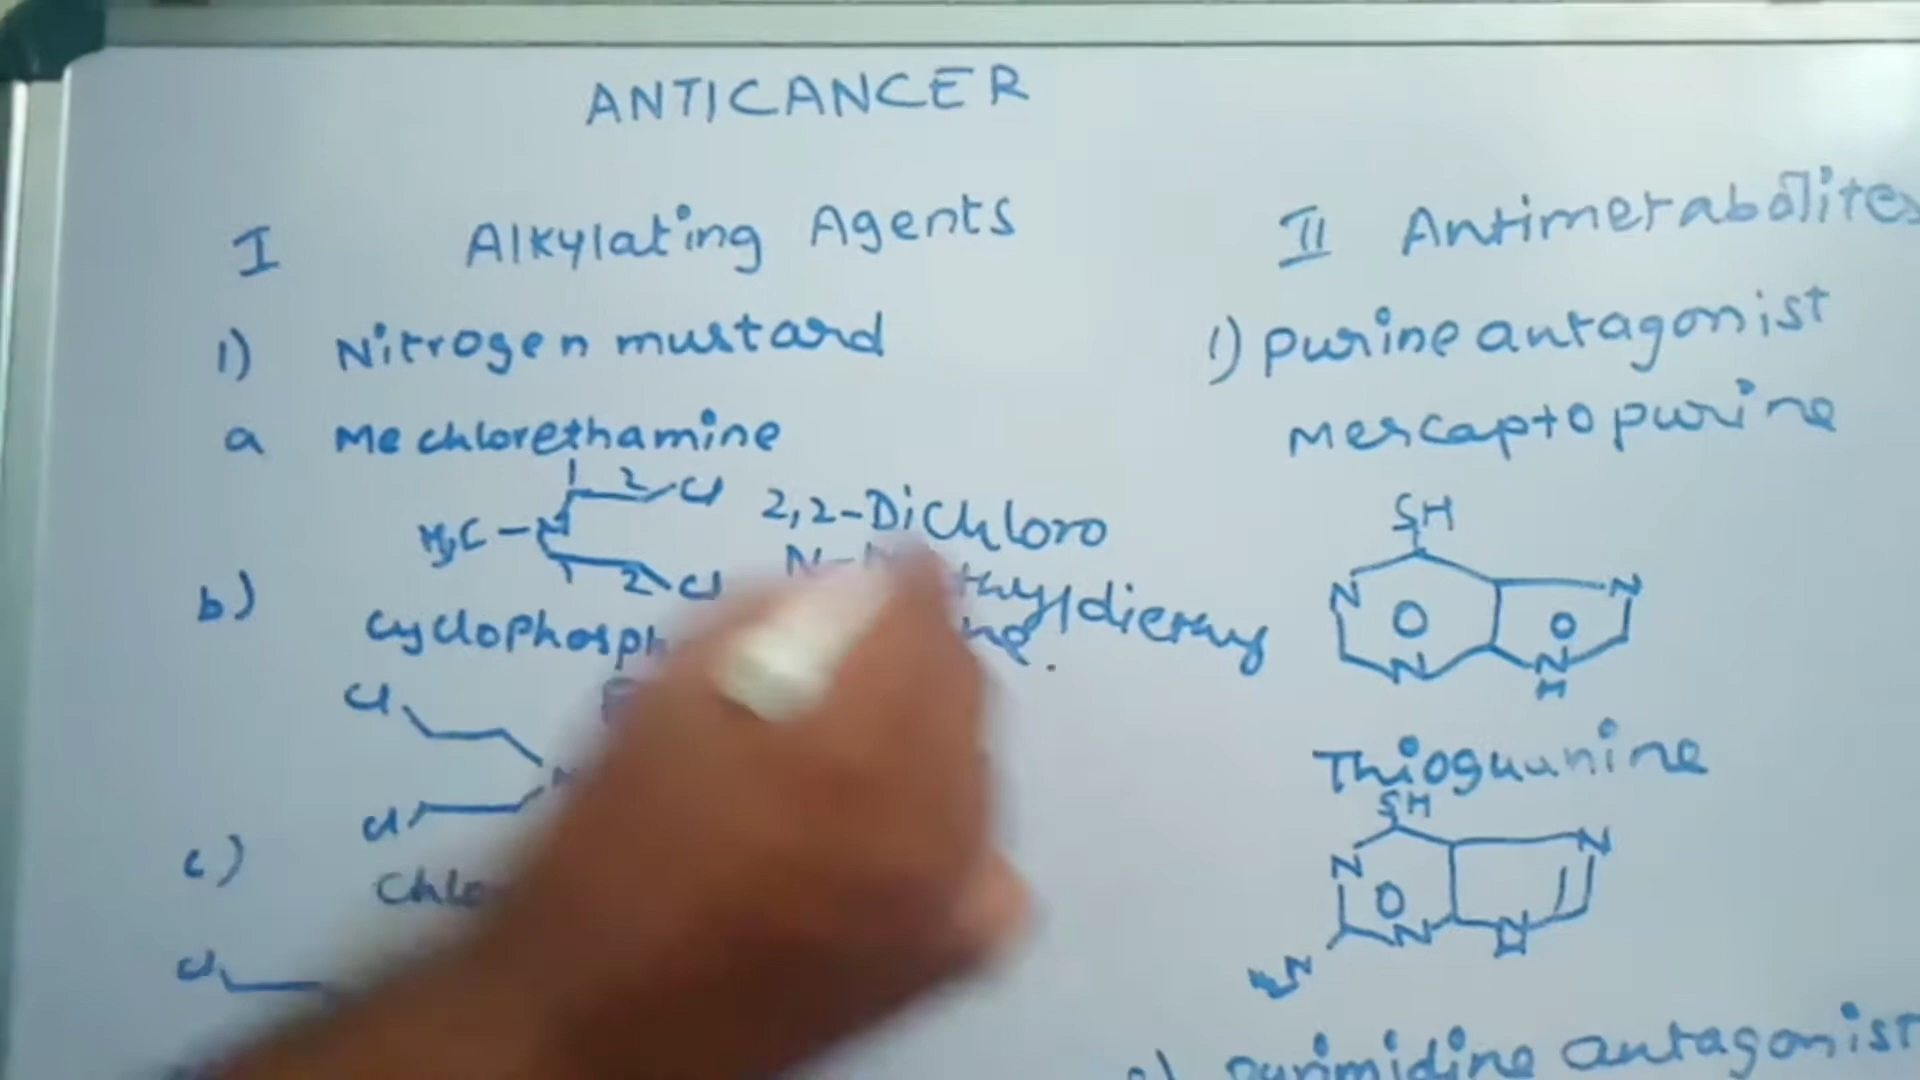 ANTICANCER
I Alkylating Agents
1) Nitrogen mustard
a Mechlorethamine
1 2 Cl
H3C-N
1 2 Cl
2,2-Dichloro
b)
Cl
Cl
c)
Cl
II Antimetabolites
1) purine antagonist
Mercaptopurine
SH
N N
O O
N N
H
Thioguanine
SH
N N
O
N N
H
H2N
purimidine antagonist